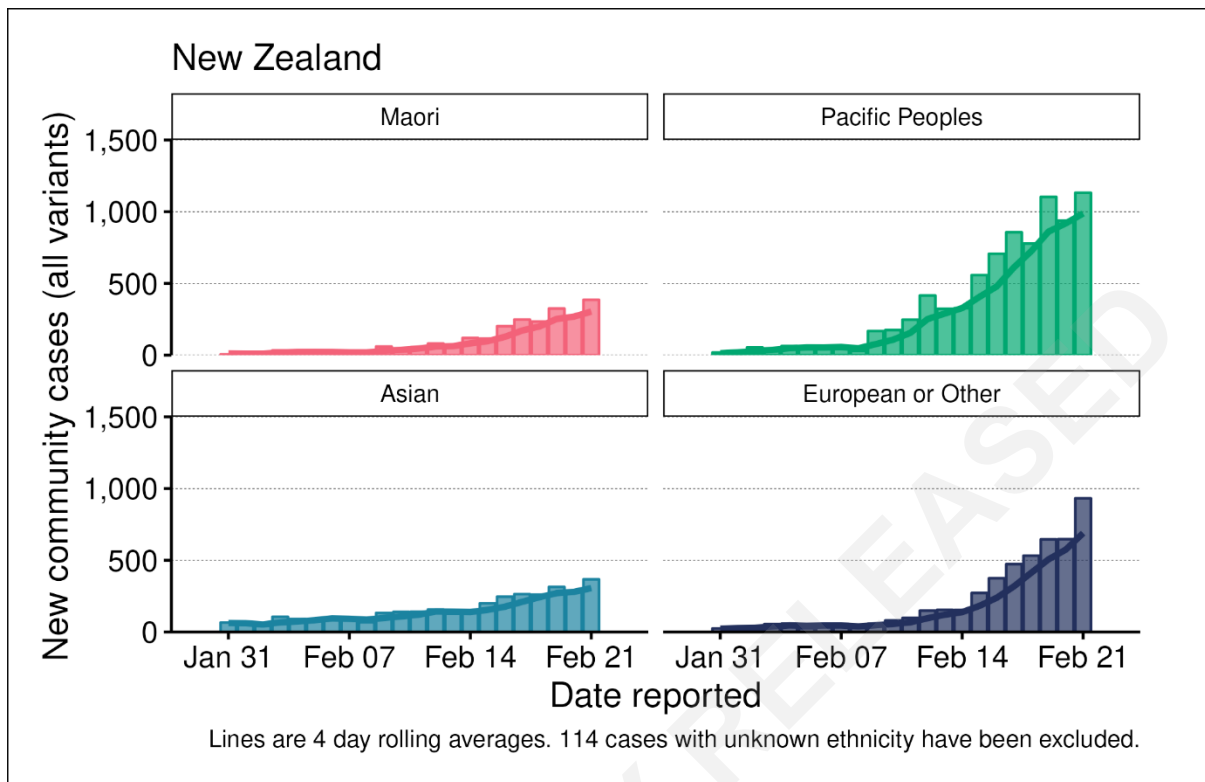 New Zealand
Maori
Pacific Peoples
New community cases (all variants)
1,500
1,000
500
0
Asian
European or Other
1,500
1,000
500
0
Jan 31 Feb 07 Feb 14 Feb 21
Jan 31 Feb 07 Feb 14 Feb 21
Date reported
Lines are 4 day rolling averages. 114 cases with unknown ethnicity have been excluded.
RELEASED